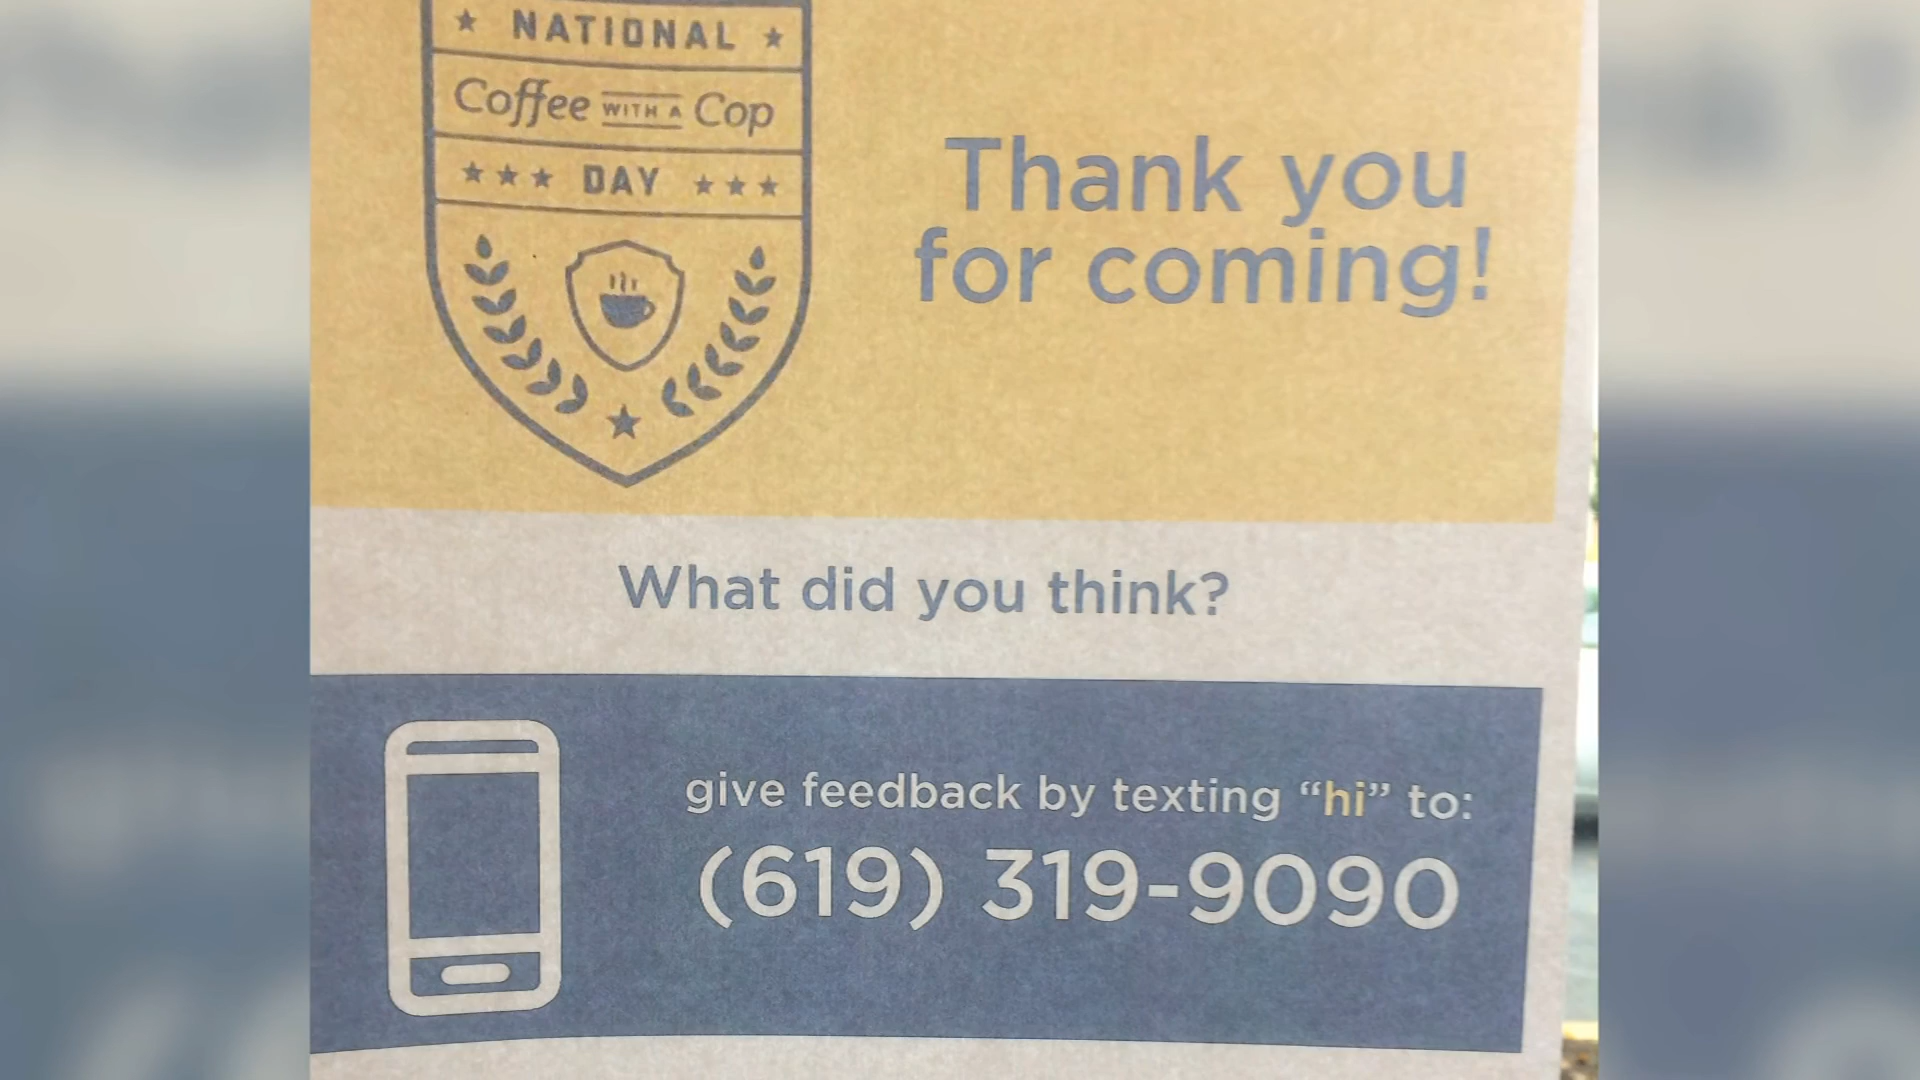 NATIONAL
Coffee WITH A Cop
DAY
Thank you
for coming!
What did you think?
give feedback by texting “hi” to:
(619) 319-9090